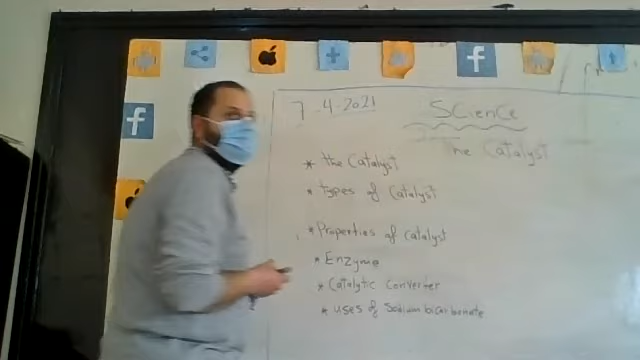 7-4-2021
Science
The Catalyst
* the Catalyst
* types of Catalyst
* Properties of catalyst
* Enzyme
* Catalytic converter
* uses of Sodium bicarbonate